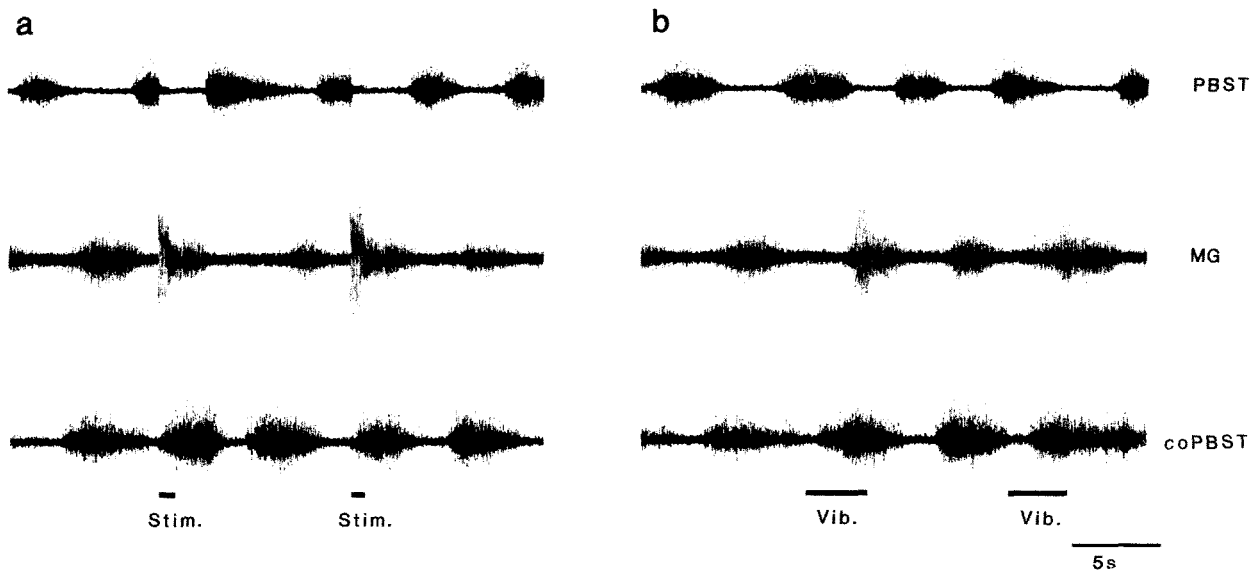 a
b
PBST
MG
coPBST
Stim.
Stim.
Vib.
Vib.
5s